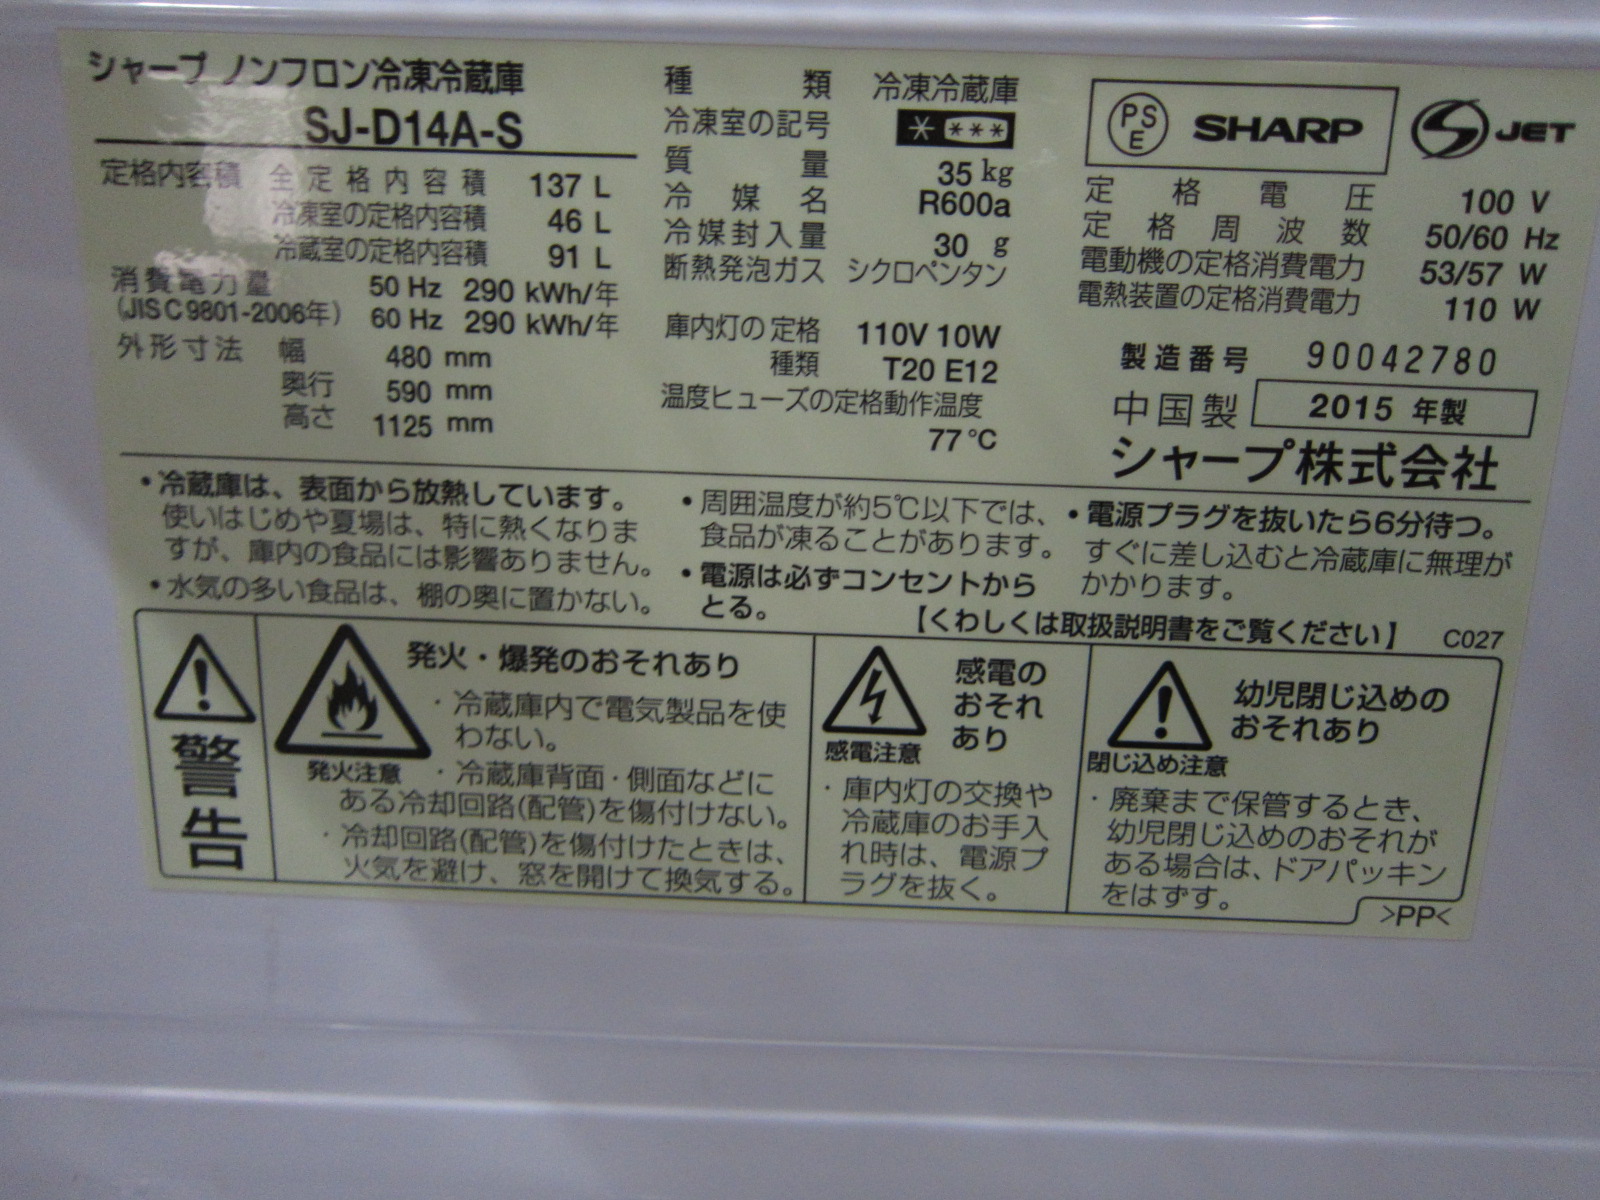 シャープ ノンフロン冷凍冷蔵庫
SJ-D14A-S
定格内容積 全定格内容積 137 L
冷凍室の定格内容積 46 L
冷蔵室の定格内容積 91 L
消費電力量 50 Hz 290 kWh/年
(JIS C 9801-2006年) 60 Hz 290 kWh/年
外形寸法 幅 480 mm
奥行 590 mm
高さ 1125 mm
種類 冷凍冷蔵庫
冷凍室の記号 * ***
質量 35 kg
冷媒名 R600a
冷媒封入量 30 g
断熱発泡ガス シクロペンタン
庫内灯の定格 110V 10W
種類 T20 E12
温度ヒューズの定格動作温度
77 ℃
PSE SHARP S JET
定格電圧 100 V
定格周波数 50/60 Hz
電動機の定格消費電力 53/57 W
電熱装置の定格消費電力 110 W
製造番号 90042780
中国製 2015 年製
シャープ株式会社
・冷蔵庫は、表面から放熱しています。
使いはじめや夏場は、特に熱くなりま
すが、庫内の食品には影響ありません。
・水気の多い食品は、棚の奥に置かない。
・周囲温度が約5℃以下では、
食品が凍ることがあります。
・電源は必ずコンセントから
とる。
・電源プラグを抜いたら6分待つ。
すぐに差し込むと冷蔵庫に無理が
かかります。
【くわしくは取扱説明書をご覧ください】 C027
警告
発火注意
発火・爆発のおそれあり
・冷蔵庫内で電気製品を使
わない。
・冷蔵庫背面・側面などに
ある冷却回路(配管)を傷付けない。
・冷却回路(配管)を傷付けたときは、
火気を避け、窓を開けて換気する。
感電注意
感電の
おそれ
あり
・庫内灯の交換や
冷蔵庫のお手入
れ時は、電源プ
ラグを抜く。
閉じ込め注意
幼児閉じ込めの
おそれあり
・廃棄まで保管するとき、
幼児閉じ込めのおそれが
ある場合は、ドアパッキン
をはずす。
>PP<